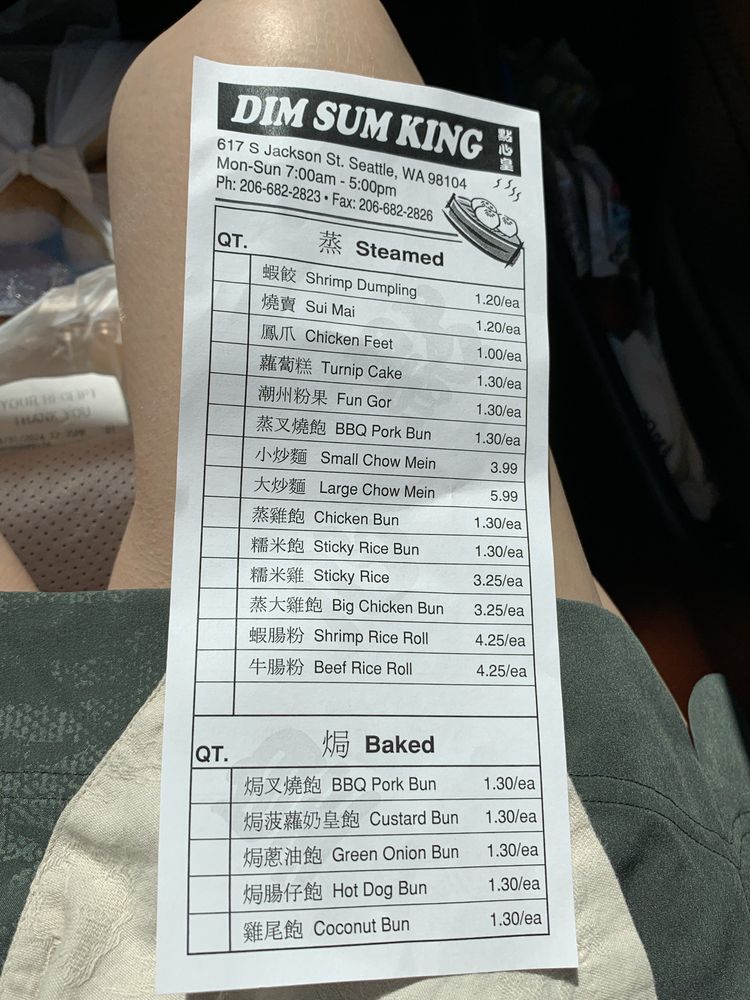 DIM SUM KING 點心皇
617 S Jackson St. Seattle, WA 98104
Mon-Sun 7:00am - 5:00pm
Ph: 206-682-2823 • Fax: 206-682-2826
QT. 蒸 Steamed
蝦餃 Shrimp Dumpling 1.20/ea
燒賣 Sui Mai 1.20/ea
鳳爪 Chicken Feet 1.00/ea
蘿蔔糕 Turnip Cake 1.30/ea
潮州粉果 Fun Gor 1.30/ea
蒸叉燒飽 BBQ Pork Bun 1.30/ea
小炒麵 Small Chow Mein 3.99
大炒麵 Large Chow Mein 5.99
蒸雞飽 Chicken Bun 1.30/ea
糯米飽 Sticky Rice Bun 1.30/ea
糯米雞 Sticky Rice 3.25/ea
蒸大雞飽 Big Chicken Bun 3.25/ea
蝦腸粉 Shrimp Rice Roll 4.25/ea
牛腸粉 Beef Rice Roll 4.25/ea
QT. 焗 Baked
焗叉燒飽 BBQ Pork Bun 1.30/ea
焗菠蘿奶皇飽 Custard Bun 1.30/ea
焗蔥油飽 Green Onion Bun 1.30/ea
焗腸仔飽 Hot Dog Bun 1.30/ea
雞尾飽 Coconut Bun 1.30/ea
YOUR RECEIPT
THANK YOU